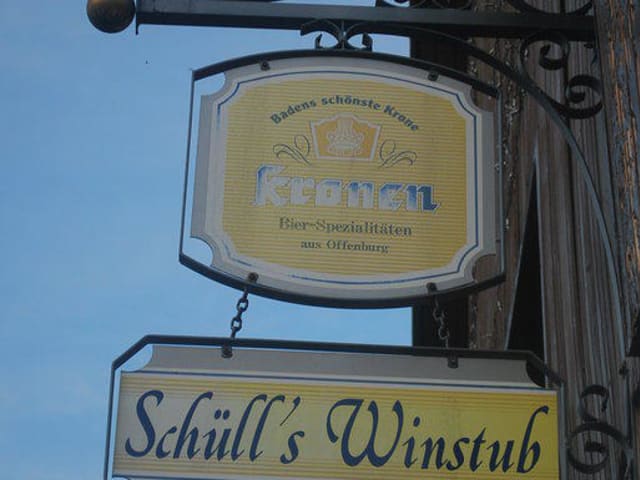 Badens schönste Krone
Kronen
Bier-Spezialitäten
aus Offenburg
Schüll's Winstub